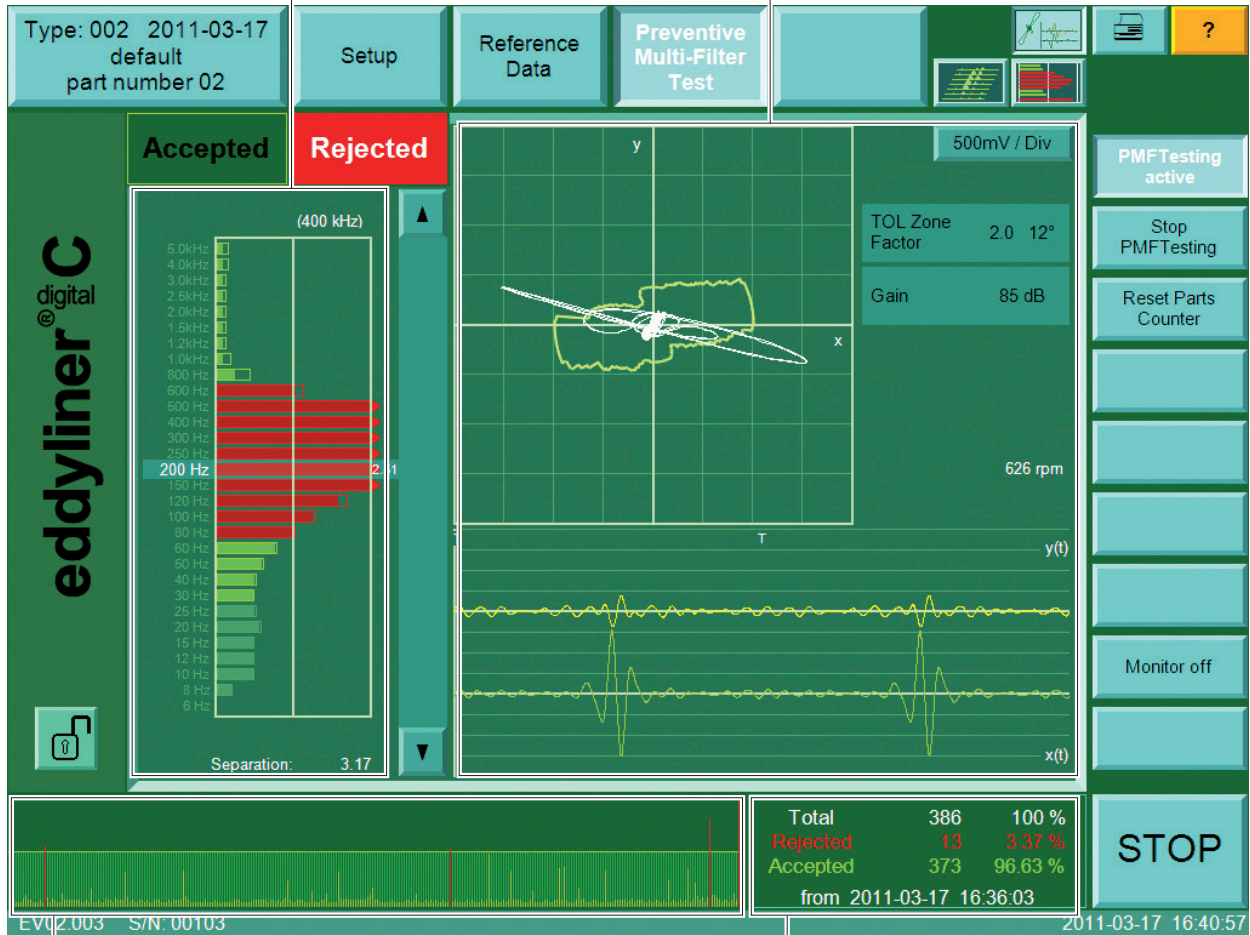 Type: 002 2011-03-17
default
part number 02
Setup
Reference
Data
Preventive
Multi-Filter
Test
?
Accepted
Rejected
eddyliner® digital C
(400 kHz)
5.0kHz
4.0kHz
3.0kHz
2.5kHz
2.0kHz
1.5kHz
1.2kHz
1.0kHz
800 Hz
600 Hz
500 Hz
400 Hz
300 Hz
250 Hz
200 Hz 2.61
150 Hz
120 Hz
100 Hz
80 Hz
60 Hz
50 Hz
40 Hz
30 Hz
25 Hz
20 Hz
15 Hz
12 Hz
10 Hz
8 Hz
6 Hz
Separation: 3.17
y
x
500mV / Div
TOL Zone
Factor 2.0 12°
Gain 85 dB
626 rpm
T
y(t)
x(t)
PMFTesting
active
Stop
PMFTesting
Reset Parts
Counter
Monitor off
STOP
Total 386 100 %
Rejected 13 3.37 %
Accepted 373 96.63 %
from 2011-03-17 16:36:03
EV02.003 S/N: 00103
2011-03-17 16:40:57